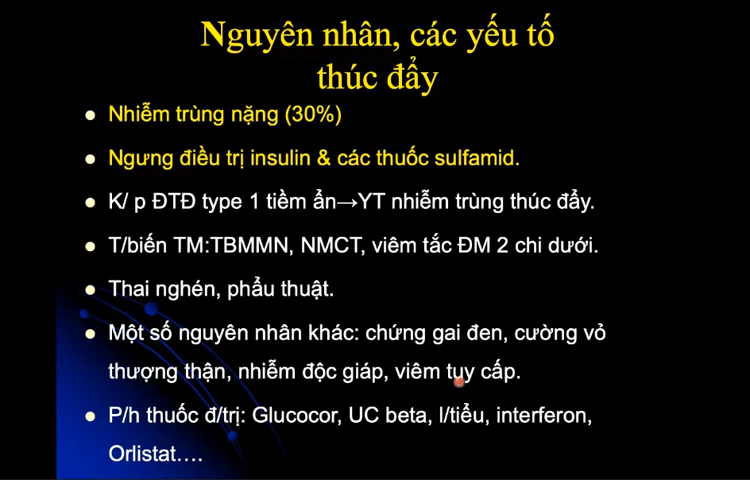 Nguyên nhân, các yếu tố
thúc đẩy
Nhiễm trùng nặng (30%)
Ngưng điều trị insulin & các thuốc sulfamid.
K/ p ĐTĐ type 1 tiềm ẩn→YT nhiễm trùng thúc đẩy.
T/biến TM:TBMMN, NMCT, viêm tắc ĐM 2 chi dưới.
Thai nghén, phẩu thuật.
Một số nguyên nhân khác: chứng gai đen, cường vỏ
thượng thận, nhiễm độc giáp, viêm tuy cấp.
P/h thuốc đ/trị: Glucocor, UC beta, l/tiểu, interferon,
Orlistat….